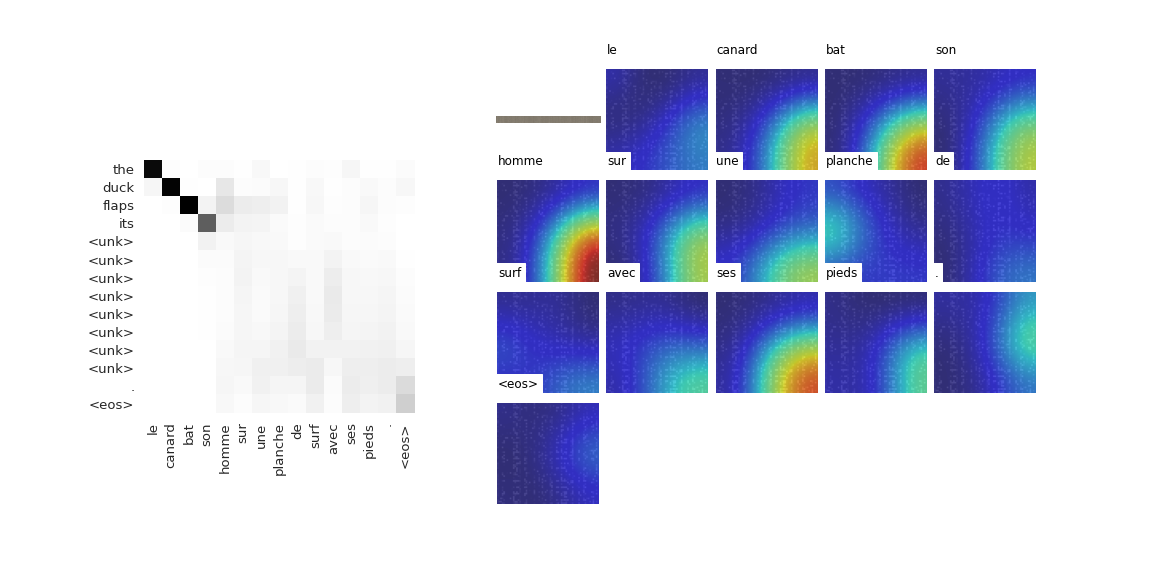 the
duck
flaps
its
<unk>
<unk>
<unk>
<unk>
<unk>
<unk>
<unk>
<unk>
.
<eos>
le canard bat son homme sur une planche de surf avec ses pieds . <eos>
le canard bat son
homme sur une planche de
surf avec ses pieds .
<eos>